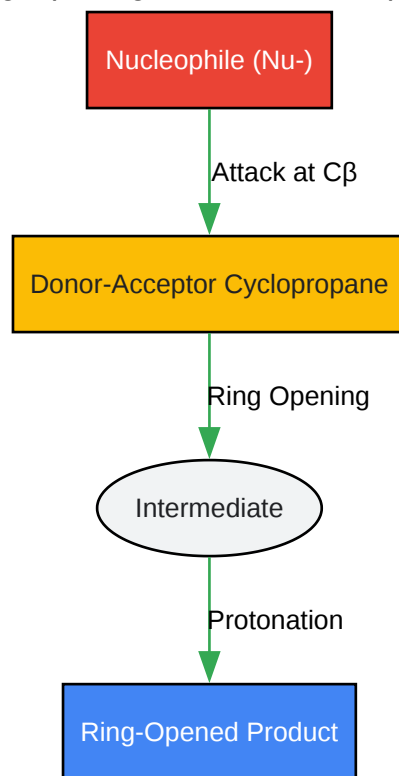 Nucleophile (Nu-)
Attack at Cβ
Donor-Acceptor Cyclopropane
Ring Opening
Intermediate
Protonation
Ring-Opened Product